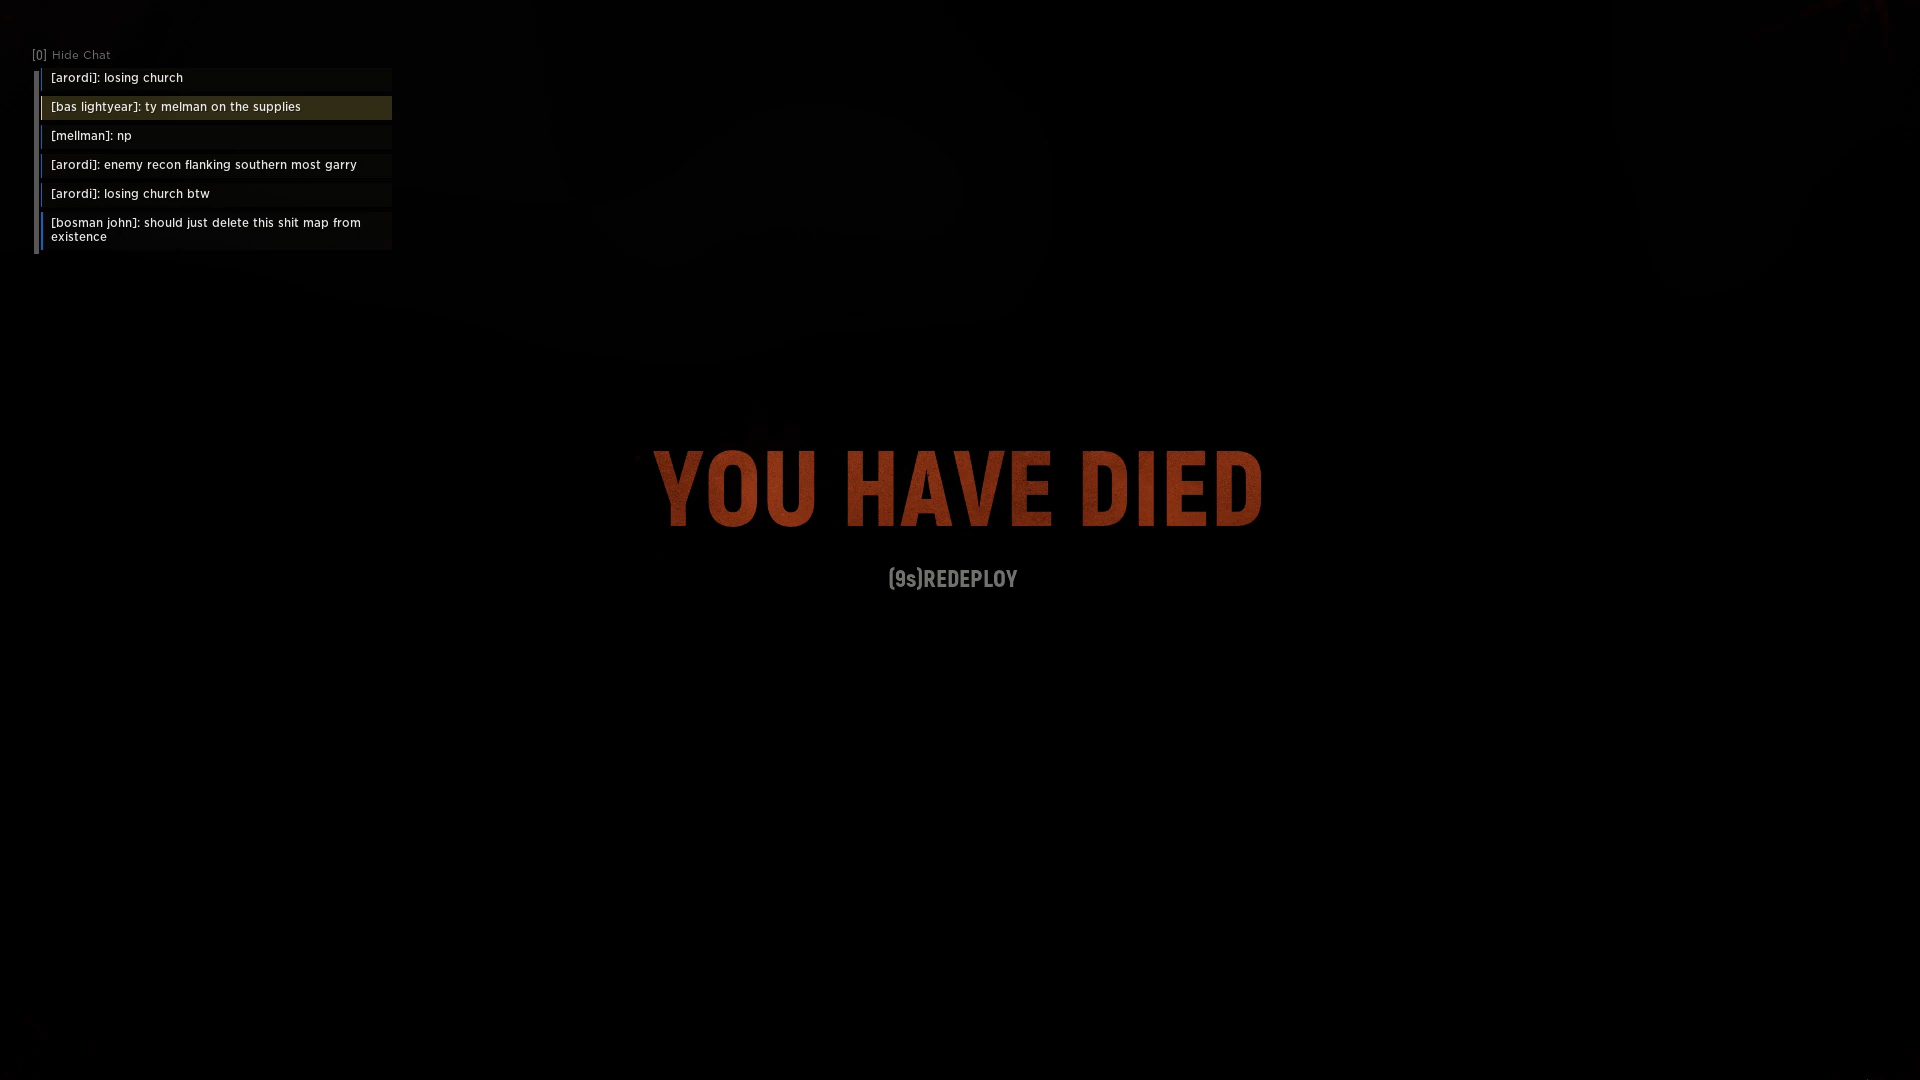 [0] Hide Chat
[arordi]: losing church
[bas lightyear]: ty melman on the supplies
[mellman]: np
[arordi]: enemy recon flanking southern most garry
[arordi]: losing church btw
[bosman john]: should just delete this shit map from
existence
YOU HAVE DIED
(9s)REDEPLOY